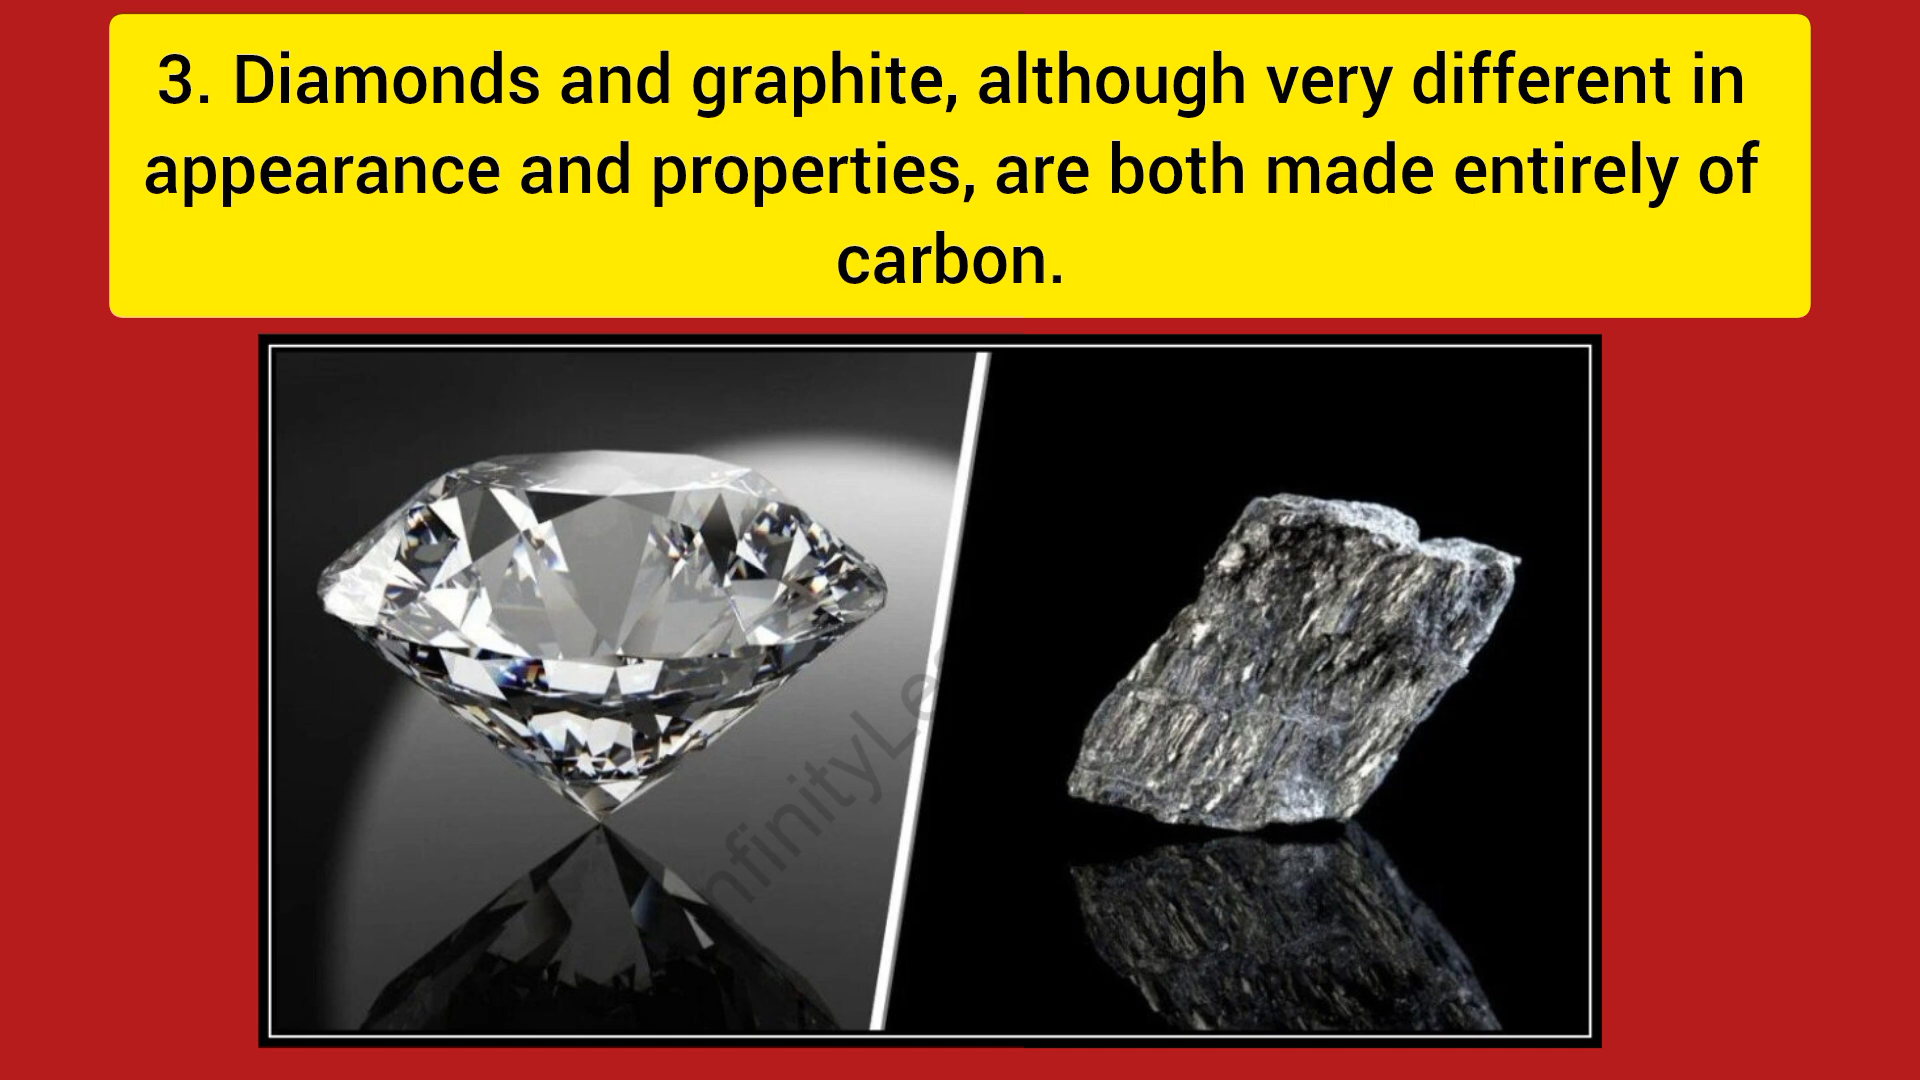 3. Diamonds and graphite, although very different in
appearance and properties, are both made entirely of
carbon.